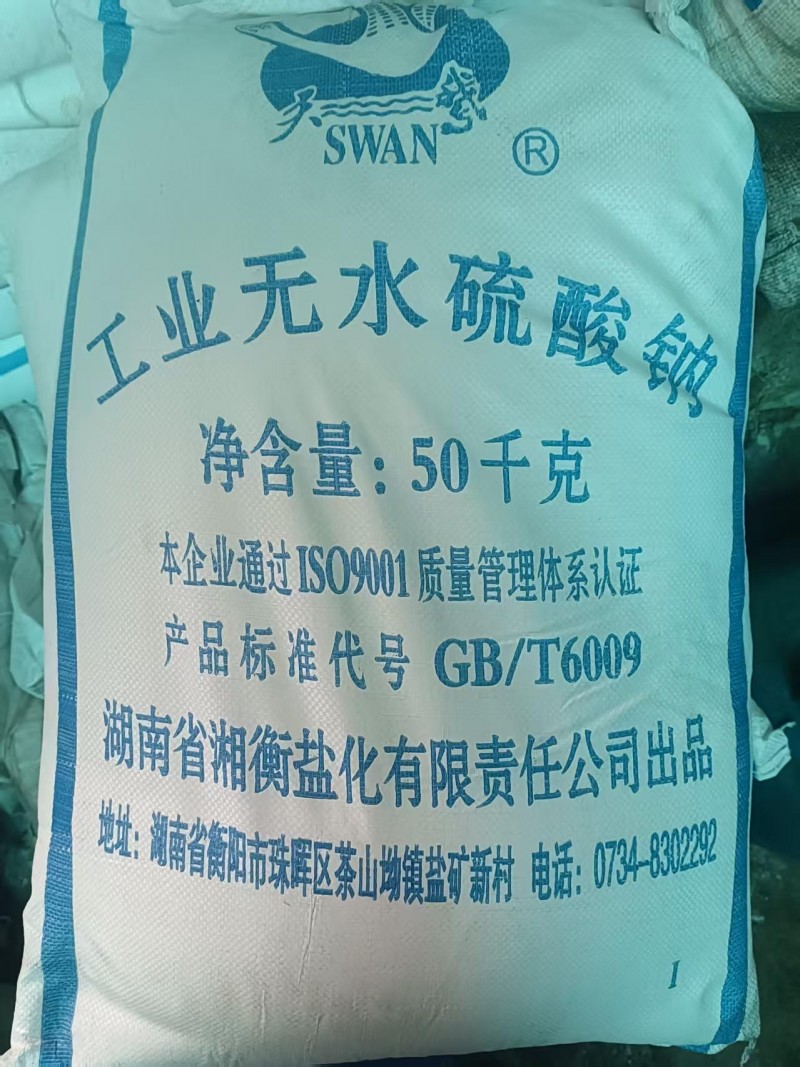 天鹅
SWAN ®
工业无水硫酸钠
净含量：50千克
本企业通过ISO9001质量管理体系认证
产品标准代号 GB/T6009
湖南省湘衡盐化有限责任公司出品
地址：湖南省衡阳市珠晖区茶山坳镇盐矿新村 电话：0734-8302292
I